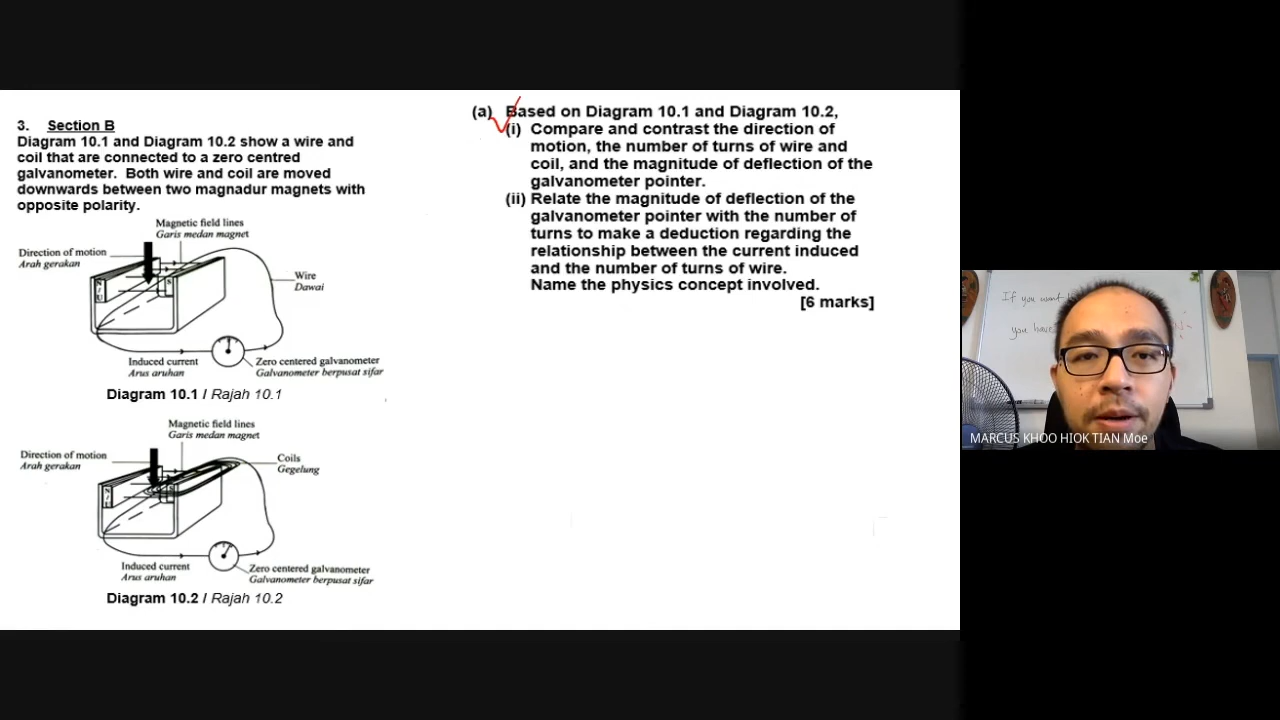 3. Section B
Diagram 10.1 and Diagram 10.2 show a wire and
coil that are connected to a zero centred
galvanometer. Both wire and coil are moved
downwards between two magnadur magnets with
opposite polarity.
Magnetic field lines
Garis medan magnet
Direction of motion
Arah gerakan
Wire
Dawai
Induced current
Arus aruhan
Zero centered galvanometer
Galvanometer berpusat sifar
Diagram 10.1 / Rajah 10.1
Magnetic field lines
Garis medan magnet
Direction of motion
Arah gerakan
Coils
Gegelung
Induced current
Arus aruhan
Zero centered galvanometer
Galvanometer berpusat sifar
Diagram 10.2 / Rajah 10.2
(a) Based on Diagram 10.1 and Diagram 10.2,
(i) Compare and contrast the direction of
motion, the number of turns of wire and
coil, and the magnitude of deflection of the
galvanometer pointer.
(ii) Relate the magnitude of deflection of the
galvanometer pointer with the number of
turns to make a deduction regarding the
relationship between the current induced
and the number of turns of wire.
Name the physics concept involved.
[6 marks]
If you want
you have
MARCUS KHOO HIOK TIAN Moe